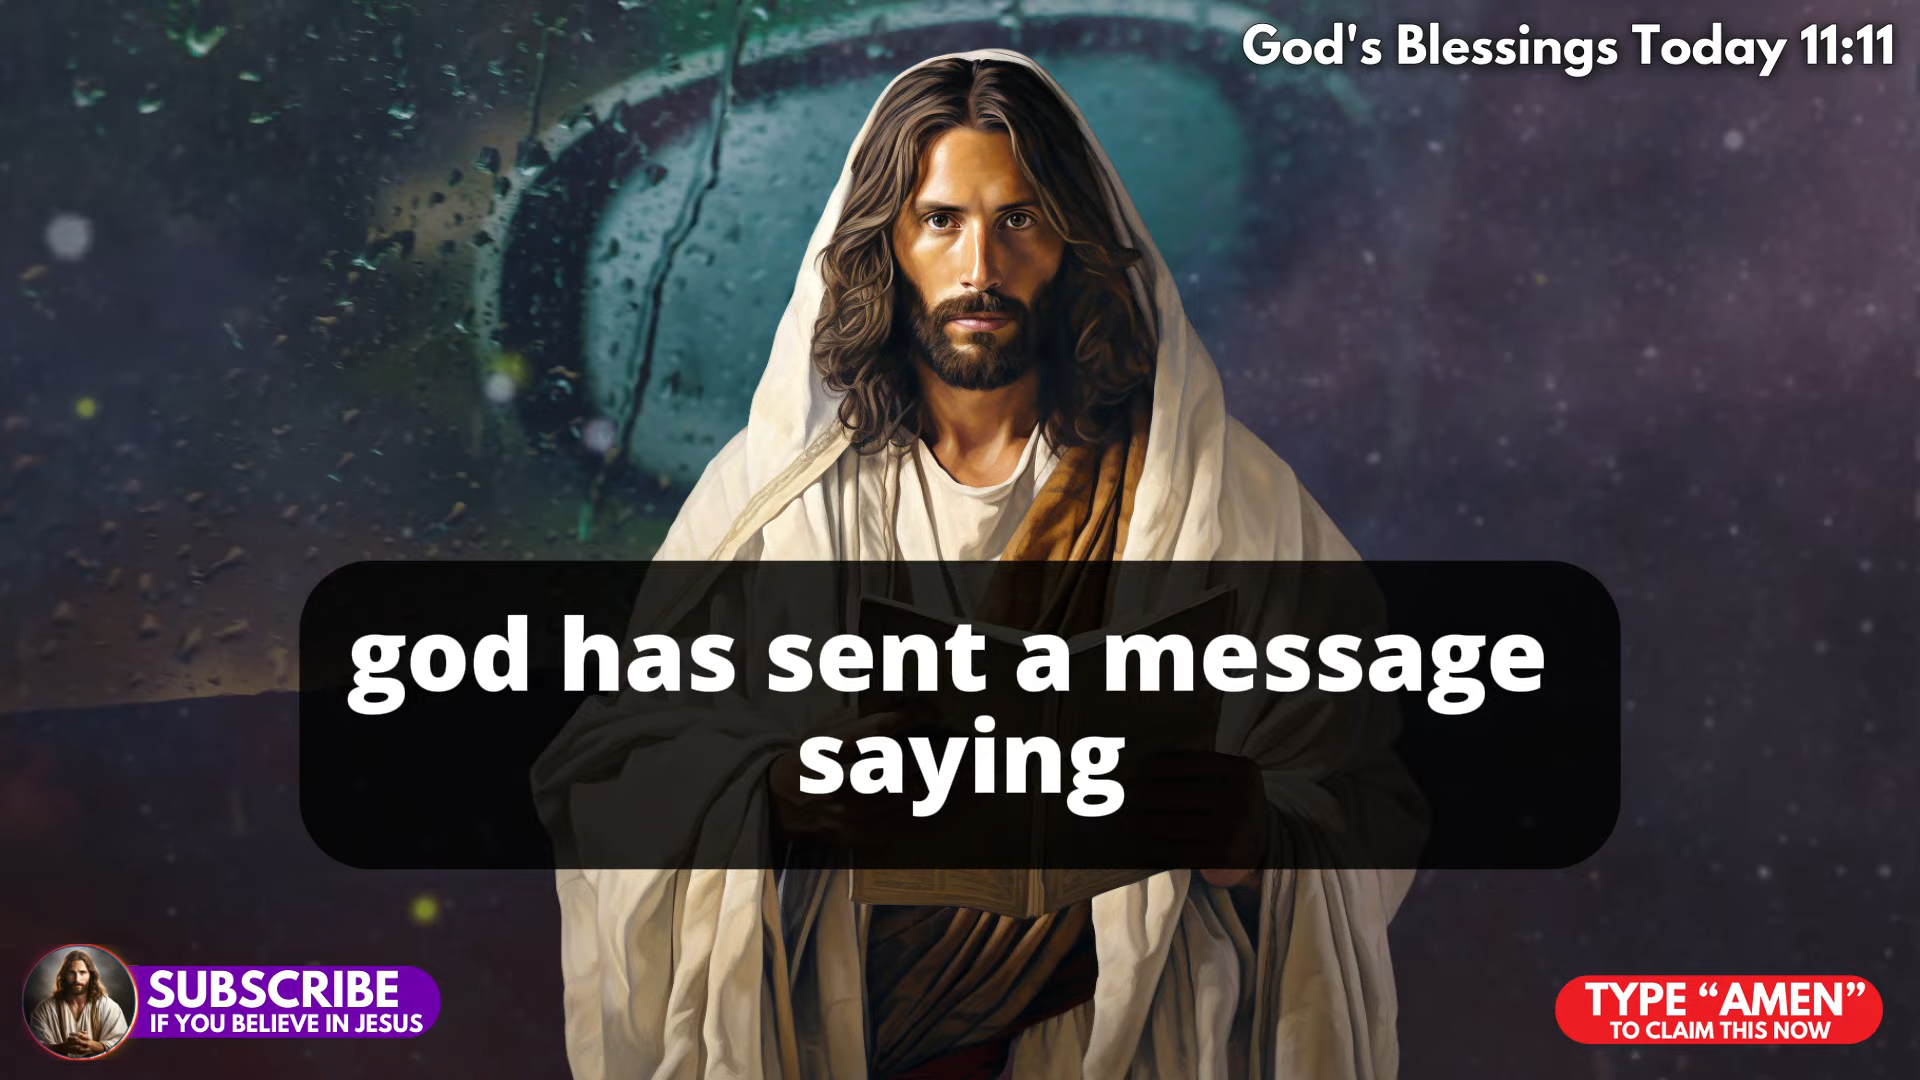 God's Blessings Today 11:11
god has sent a message
saying
SUBSCRIBE
IF YOU BELIEVE IN JESUS
TYPE “AMEN”
TO CLAIM THIS NOW